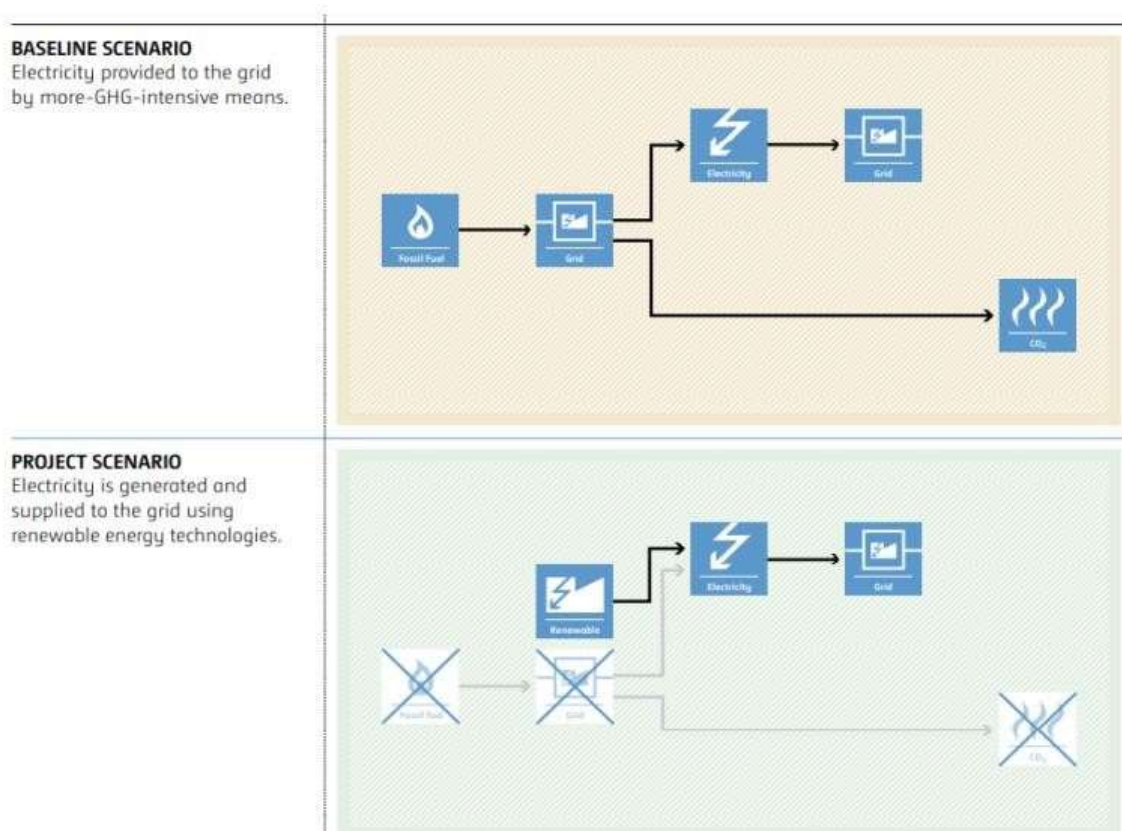 BASELINE SCENARIO
Electricity provided to the grid
by more-GHG-intensive means.
Electricity
Grid
Fossil Fuel
Grid
CO₂
PROJECT SCENARIO
Electricity is generated and
supplied to the grid using
renewable energy technologies.
Electricity
Grid
Renewable
Fossil Fuel
Grid
CO₂